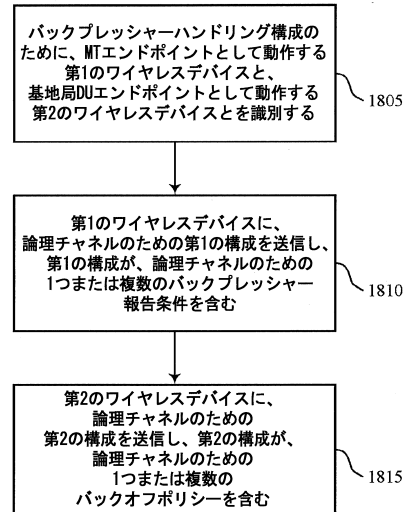 バックプレッシャーハンドリング構成の
ために、MTエンドポイントとして動作する
第1のワイヤレスデバイスと、
基地局DUエンドポイントとして動作する
第2のワイヤレスデバイスとを識別する
1805
第1のワイヤレスデバイスに、
論理チャネルのための第1の構成を送信し、
第1の構成が、論理チャネルのための
1つまたは複数のバックプレッシャー
報告条件を含む
1810
第2のワイヤレスデバイスに、
論理チャネルのための
第2の構成を送信し、第2の構成が、
論理チャネルのための
1つまたは複数の
バックオフポリシーを含む
1815